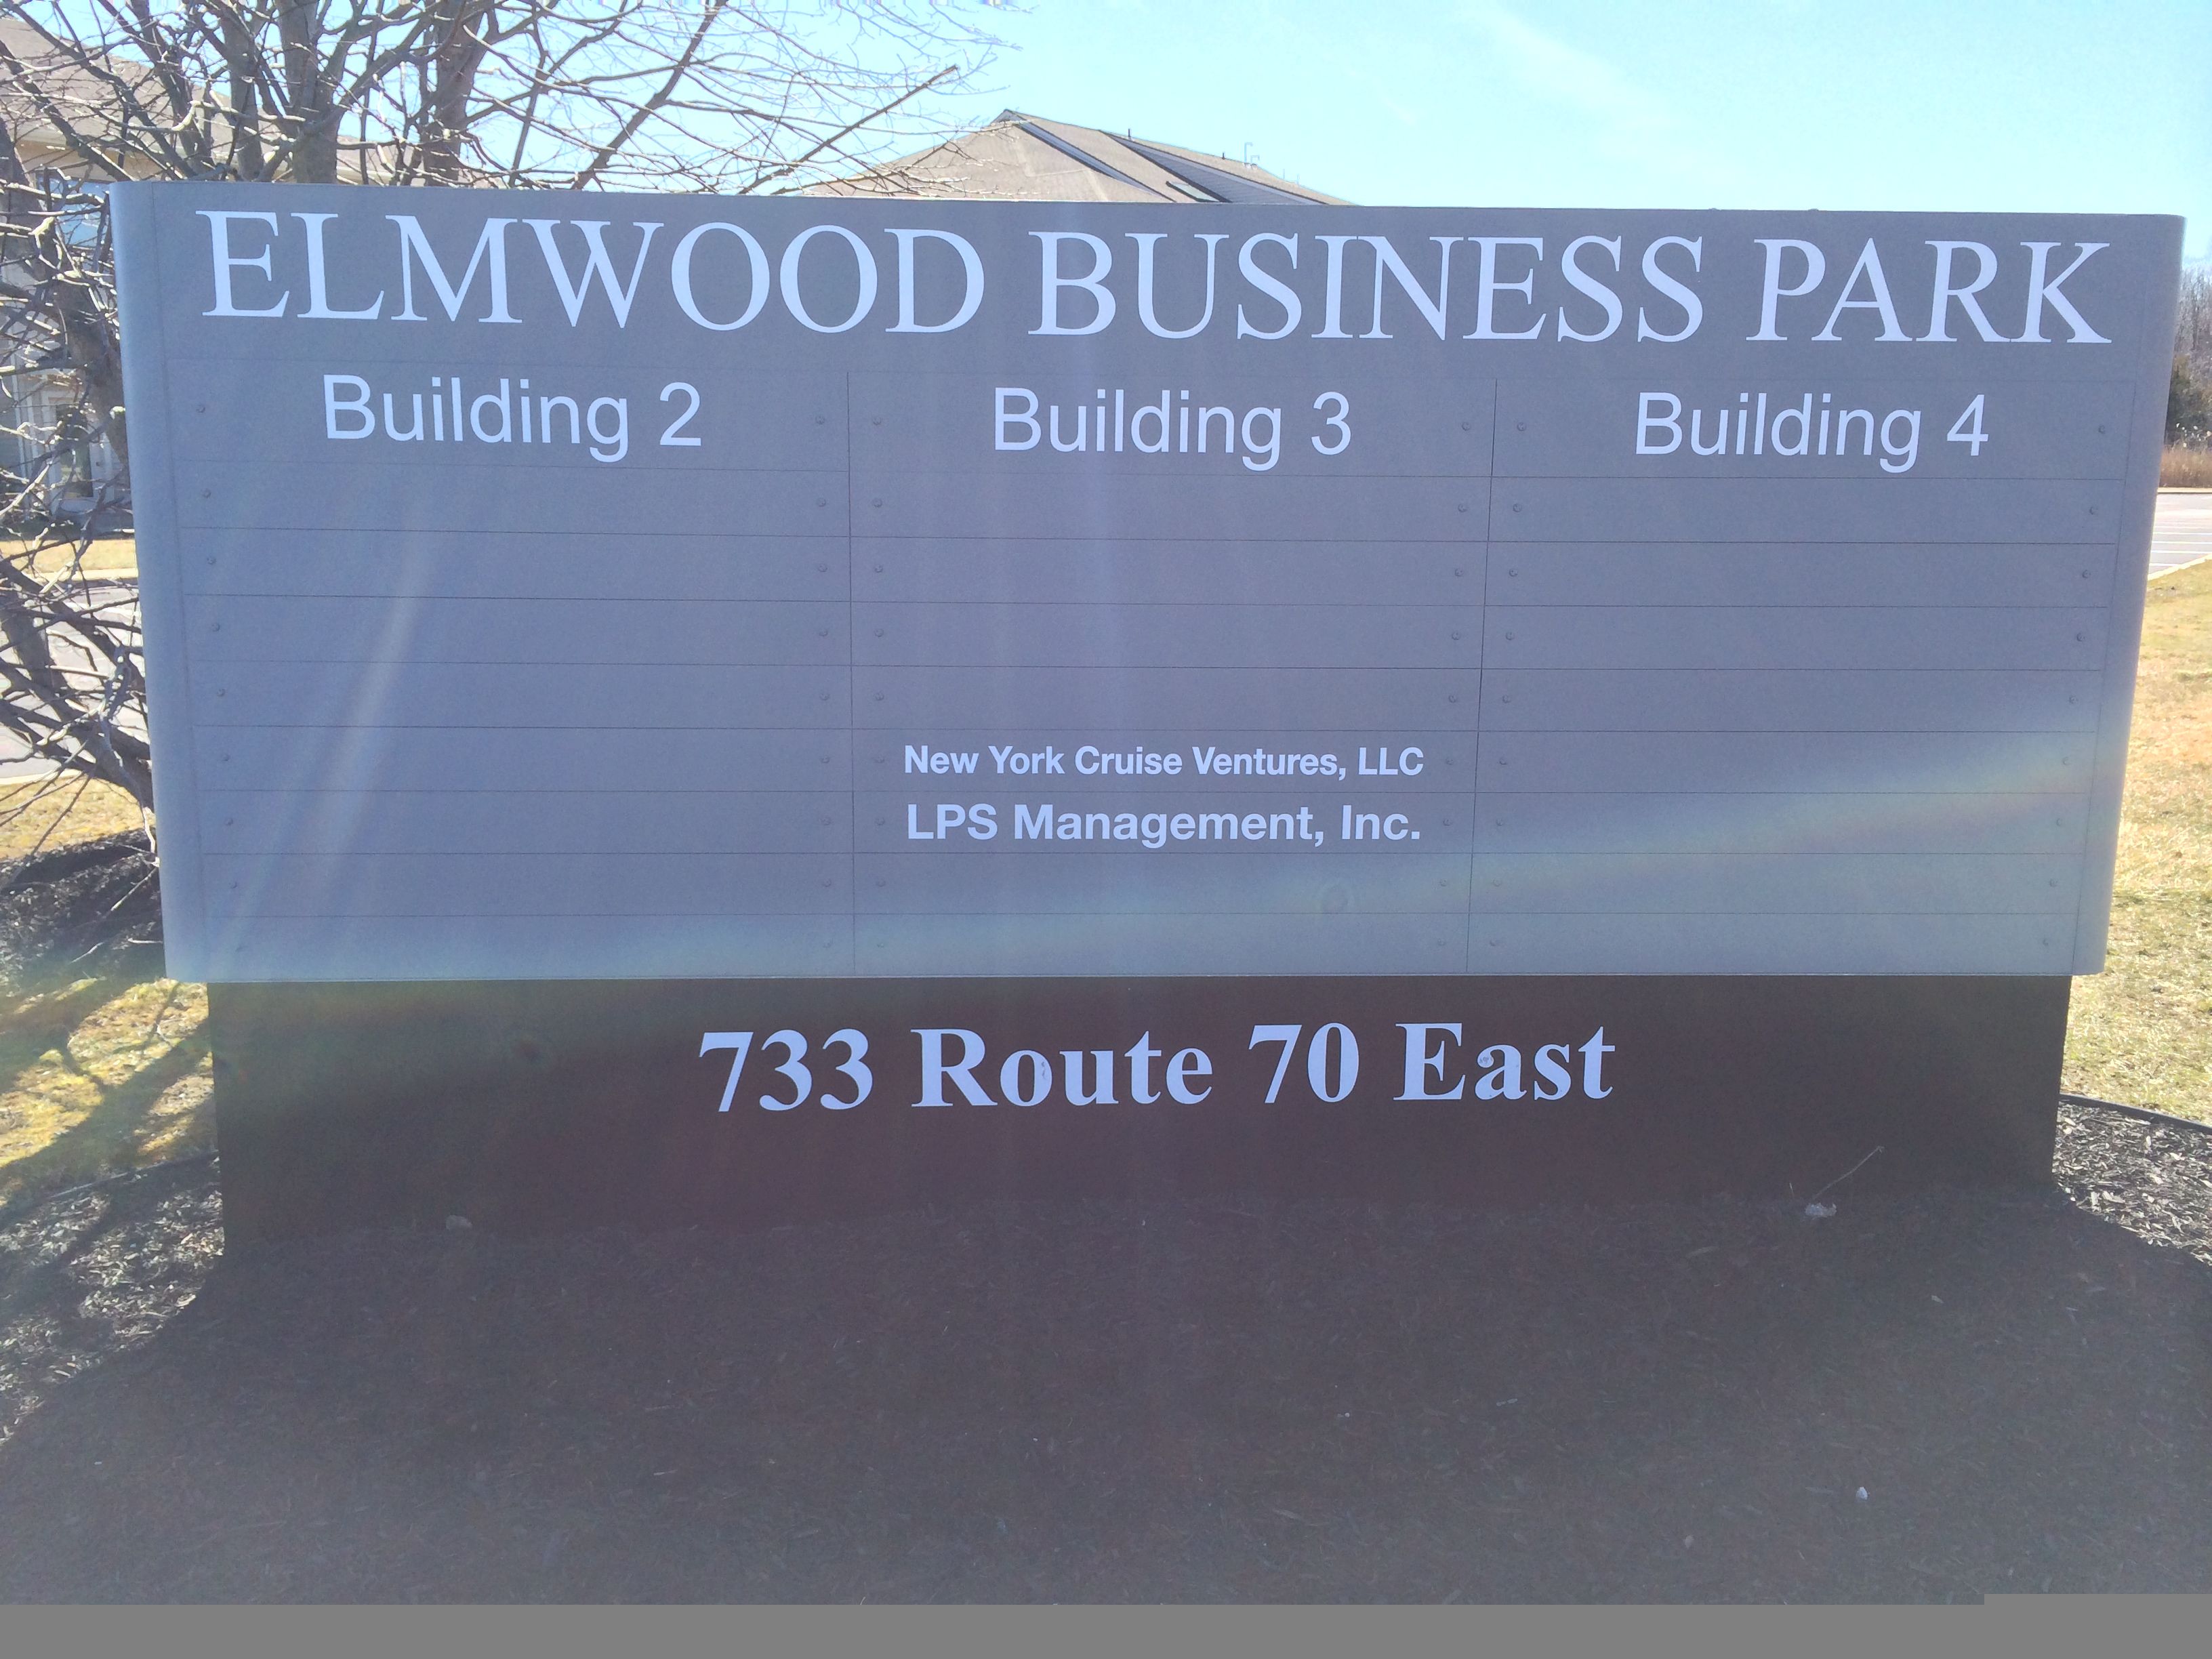 ELMWOOD BUSINESS PARK
Building 2 Building 3 Building 4
New York Cruise Ventures, LLC
LPS Management, Inc.
733 Route 70 East